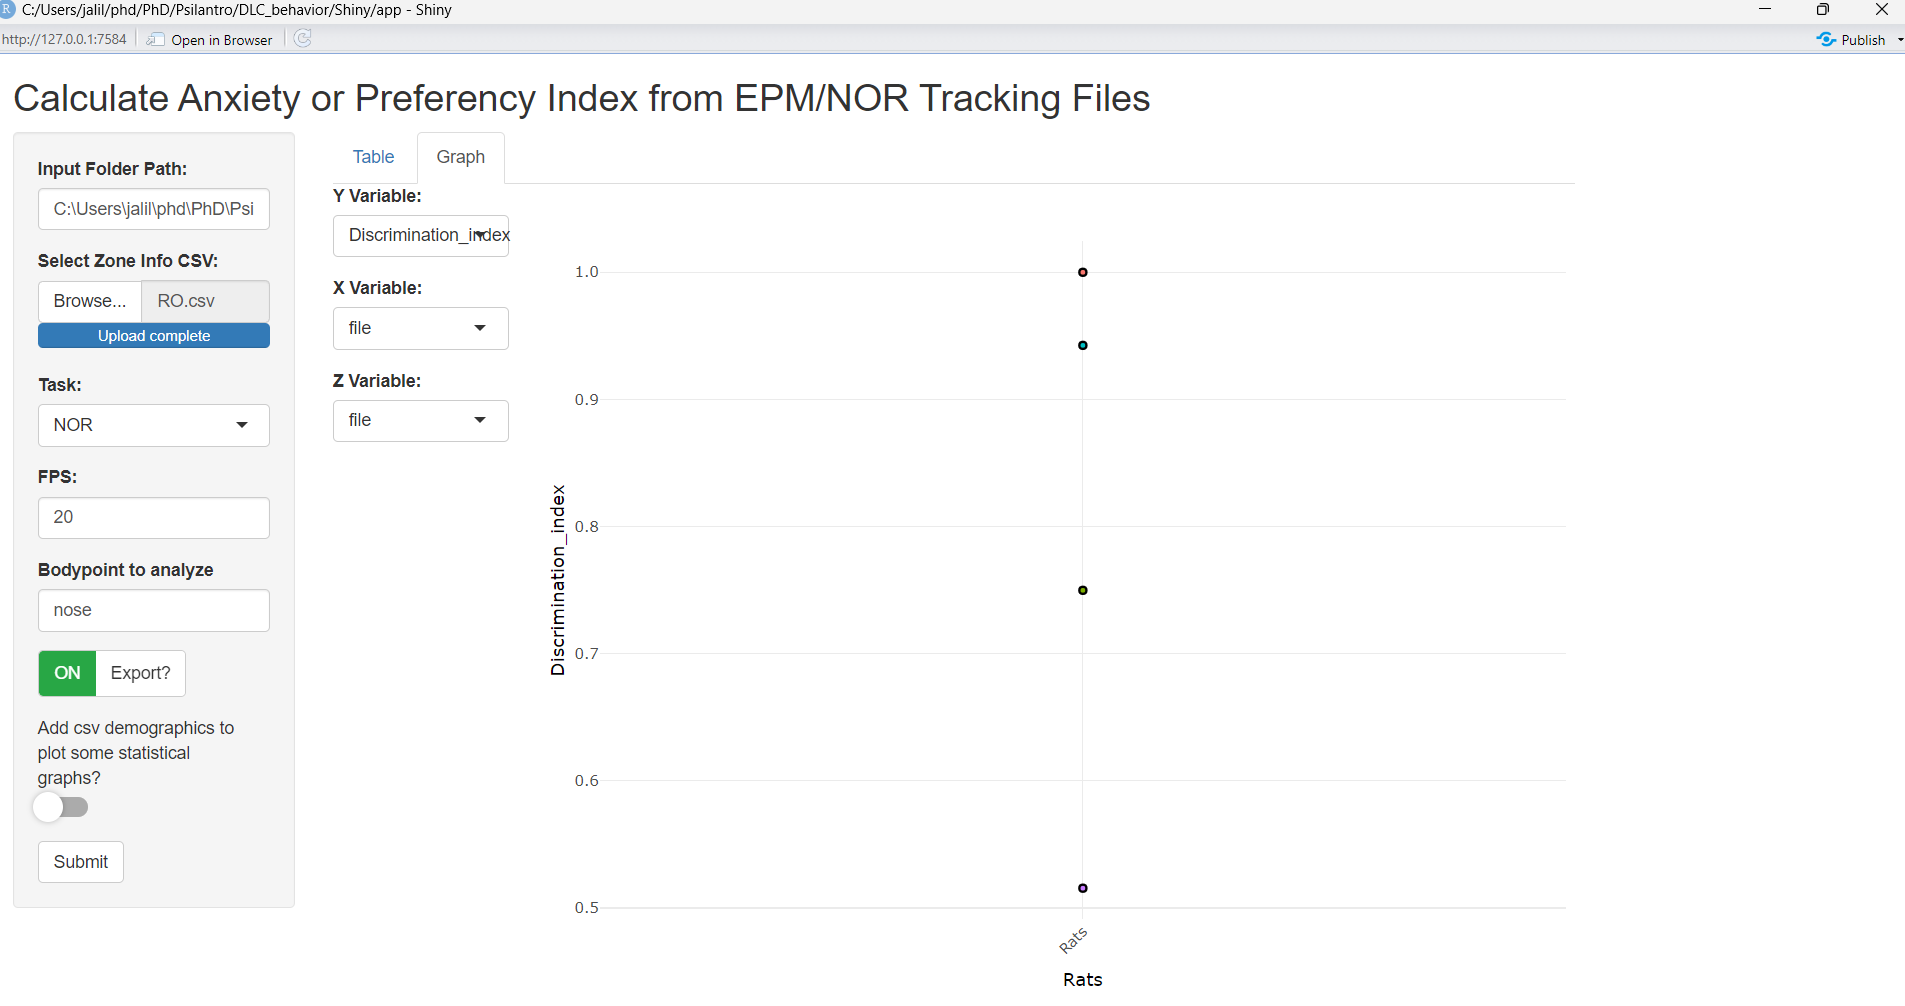 C:/Users/jalil/phd/PhD/Psilantro/DLC_behavior/Shiny/app - Shiny
http://127.0.0.1:7584
Open in Browser
Publish
Calculate Anxiety or Preferency Index from EPM/NOR Tracking Files
Input Folder Path:
C:\Users\jalil\phd\PhD\Psi
Select Zone Info CSV:
Browse...
RO.csv
Upload complete
Task:
NOR
FPS:
20
Bodypoint to analyze
nose
ON
Export?
Add csv demographics to
plot some statistical
graphs?
Submit
Table
Graph
Y Variable:
Discrimination_index
X Variable:
file
Z Variable:
file
Discrimination_index
1.0
0.9
0.8
0.7
0.6
0.5
Rats
Rats